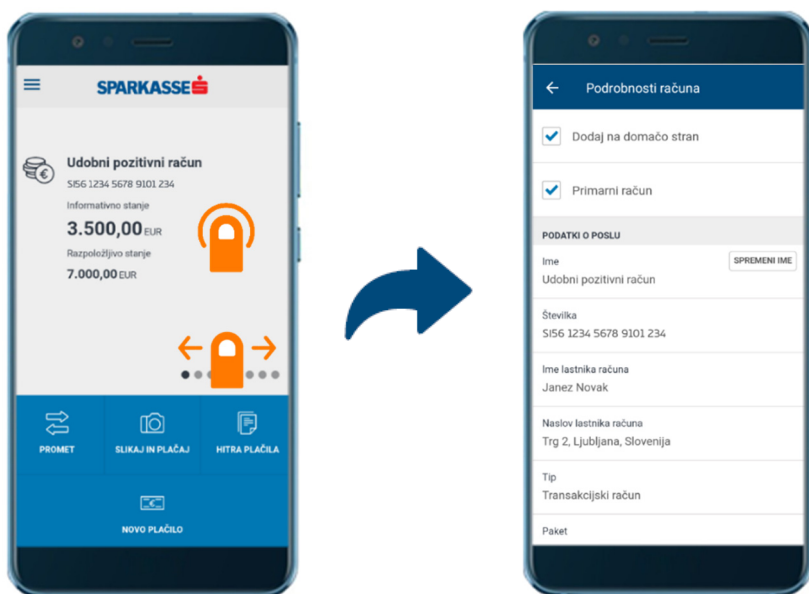 SPARKASSE
Udobni pozitivni račun
SI56 1234 5678 9101 234
Informativno stanje
3.500,00 EUR
Razpoložljivo stanje
7.000,00 EUR
PROMET
SLIKAJ IN PLAČAJ
HITRA PLAČILA
NOVO PLAČILO
Podrobnosti računa
Dodaj na domačo stran
Primarni račun
PODATKI O POSLU
Ime
SPREMENI IME
Udobni pozitivni račun
Številka
SI56 1234 5678 9101 234
Ime lastnika računa
Janez Novak
Naslov lastnika računa
Trg 2, Ljubljana, Slovenija
Tip
Transakcijski račun
Paket